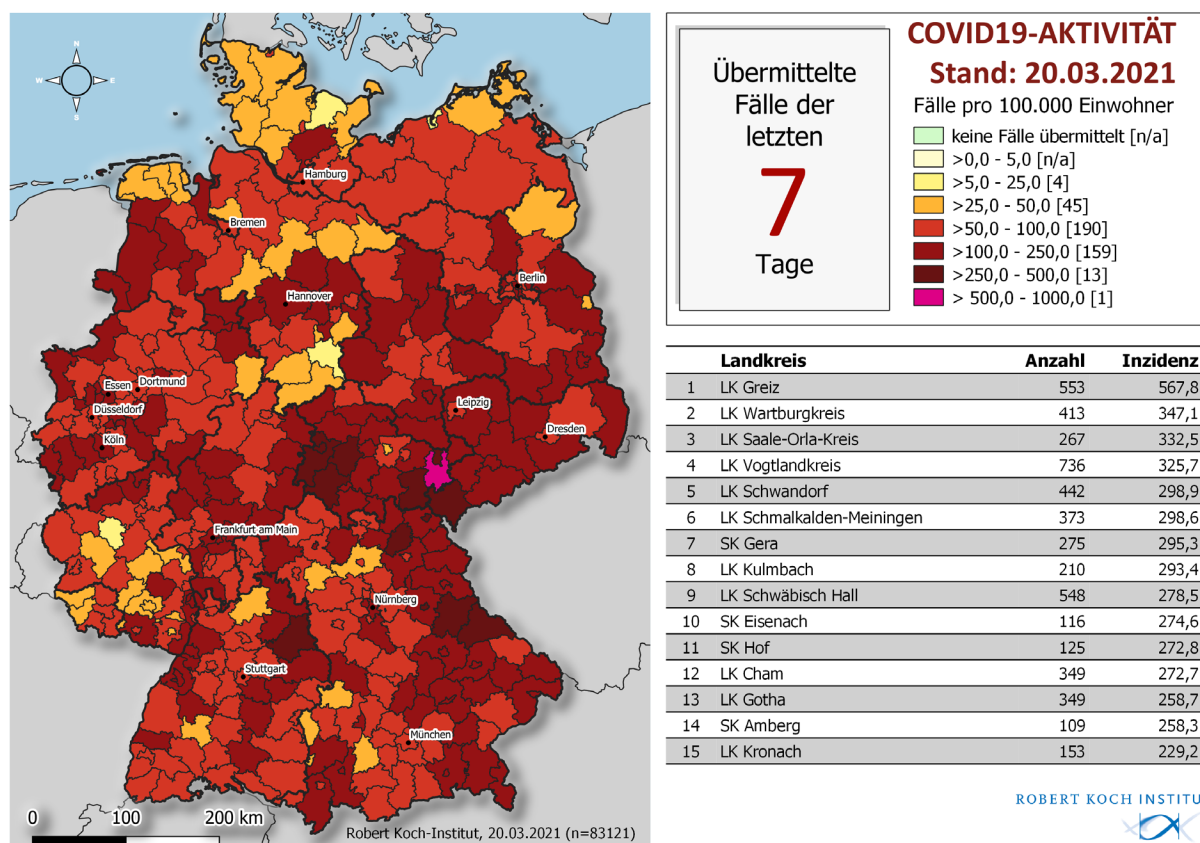 N
W E
S
Hamburg
Bremen
Berlin
Hannover
Essen
Dortmund
Düsseldorf
Leipzig
Dresden
Köln
Frankfurt am Main
Nürnberg
Stuttgart
München
0 100 200 km
Robert Koch-Institut, 20.03.2021 (n=83121)
Übermittelte
Fälle der
letzten
7
Tage
COVID19-AKTIVITÄT
Stand: 20.03.2021
Fälle pro 100.000 Einwohner
keine Fälle übermittelt [n/a]
>0,0 - 5,0 [n/a]
>5,0 - 25,0 [4]
>25,0 - 50,0 [45]
>50,0 - 100,0 [190]
>100,0 - 250,0 [159]
>250,0 - 500,0 [13]
> 500,0 - 1000,0 [1]
Landkreis Anzahl Inzidenz
1 LK Greiz 553 567,8
2 LK Wartburgkreis 413 347,1
3 LK Saale-Orla-Kreis 267 332,5
4 LK Vogtlandkreis 736 325,7
5 LK Schwandorf 442 298,9
6 LK Schmalkalden-Meiningen 373 298,6
7 SK Gera 275 295,3
8 LK Kulmbach 210 293,4
9 LK Schwäbisch Hall 548 278,5
10 SK Eisenach 116 274,6
11 SK Hof 125 272,8
12 LK Cham 349 272,7
13 LK Gotha 349 258,7
14 SK Amberg 109 258,3
15 LK Kronach 153 229,2
ROBERT KOCH INSTITU